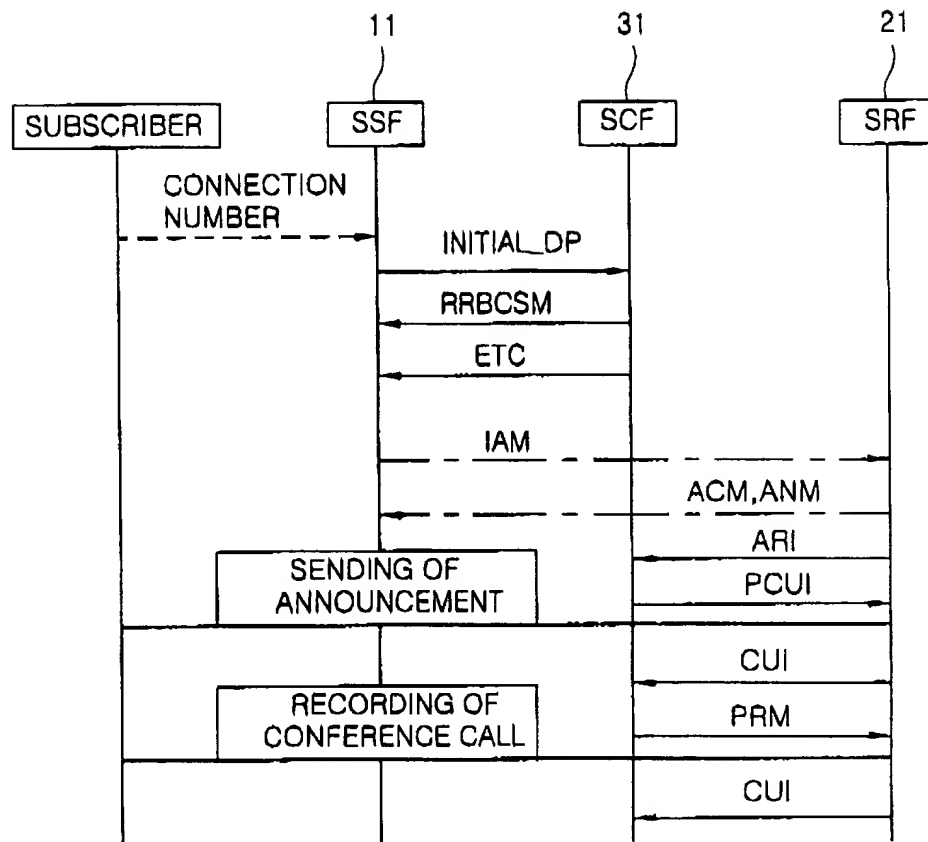 11
31
21
SUBSCRIBER
SSF
SCF
SRF
CONNECTION
NUMBER
INITIAL_DP
RRBCSM
ETC
IAM
ACM,ANM
ARI
SENDING OF
ANNOUNCEMENT
PCUI
CUI
RECORDING OF
CONFERENCE CALL
PRM
CUI